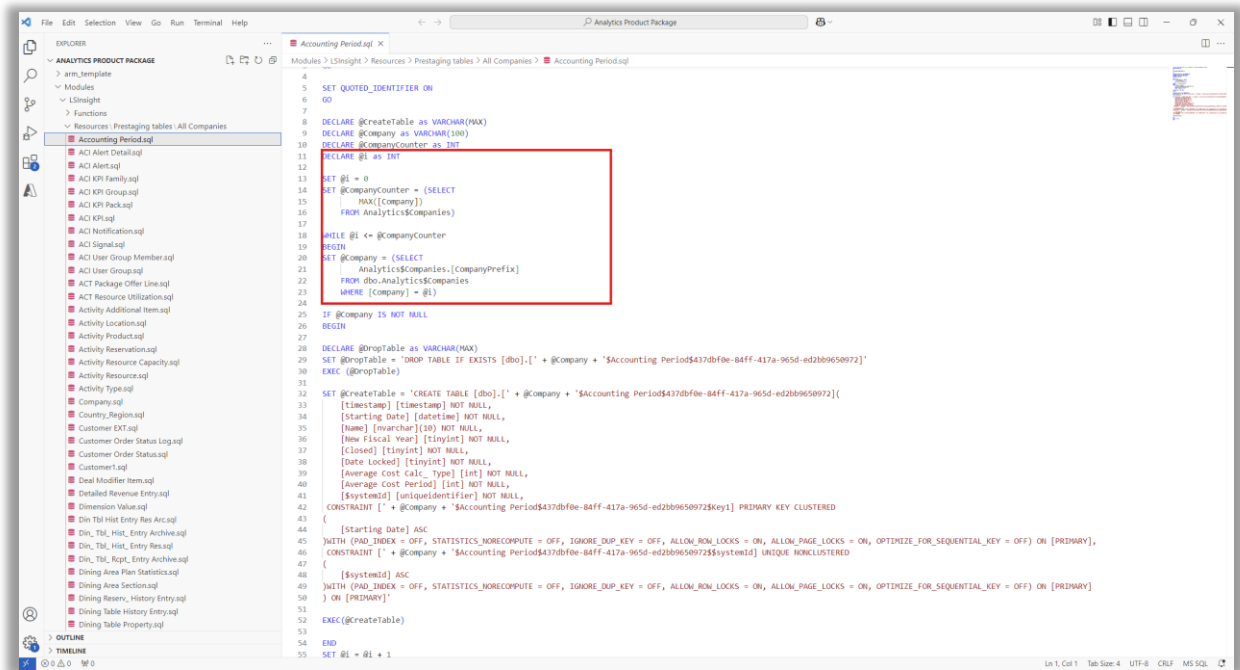 File Edit Selection View Go Run Terminal Help
Analytics Product Package
EXPLORER
ANALYTICS PRODUCT PACKAGE
arm_template
Modules
LSInsight
Functions
Resources \ Prestaging tables \ All Companies
Accounting Period.sql
ACI Alert Detail.sql
ACI Alert.sql
ACI KPI Family.sql
ACI KPI Group.sql
ACI KPI Pack.sql
ACI KPI.sql
ACI Notification.sql
ACI Signal.sql
ACI User Group Member.sql
ACI User Group.sql
ACT Package Offer Line.sql
ACT Resource Utilization.sql
Activity Additional Item.sql
Activity Location.sql
Activity Product.sql
Activity Reservation.sql
Activity Resource Capacity.sql
Activity Resource.sql
Activity Type.sql
Company.sql
Country_Region.sql
Customer EXT.sql
Customer Order Status Log.sql
Customer Order Status.sql
Customer1.sql
Deal Modifier Item.sql
Detailed Revenue Entry.sql
Dimension Value.sql
Din Tbl Hist Entry Res Arc.sql
Din_ Tbl_ Hist_ Entry Archive.sql
Din_ Tbl_ Hist_ Entry Res.sql
Din_ Tbl_ Rcpt_ Entry Archive.sql
Dining Area Plan Statistics.sql
Dining Area Section.sql
Dining Reserv_ History Entry.sql
Dining Table History Entry.sql
Dining Table Property.sql
OUTLINE
TIMELINE
Accounting Period.sql
Modules > LSInsight > Resources > Prestaging tables > All Companies > Accounting Period.sql
4
5 SET QUOTED_IDENTIFIER ON
6 GO
7
8 DECLARE @CreateTable as VARCHAR(MAX)
9 DECLARE @Company as VARCHAR(100)
10 DECLARE @CompanyCounter as INT
11 DECLARE @i as INT
12
13 SET @i = 0
14 SET @CompanyCounter = (SELECT
15 MAX([Company])
16 FROM Analytics$Companies)
17
18 WHILE @i <= @CompanyCounter
19 BEGIN
20 SET @Company = (SELECT
21 Analytics$Companies.[CompanyPrefix]
22 FROM dbo.Analytics$Companies
23 WHERE [Company] = @i)
24
25 IF @Company IS NOT NULL
26 BEGIN
27
28 DECLARE @DropTable as VARCHAR(MAX)
29 SET @DropTable = 'DROP TABLE IF EXISTS [dbo].[' + @Company + '$Accounting Period$437dbf0e-84ff-417a-965d-ed2bb9650972]'
30 EXEC (@DropTable)
31
32 SET @CreateTable = 'CREATE TABLE [dbo].[' + @Company + '$Accounting Period$437dbf0e-84ff-417a-965d-ed2bb9650972](
33 [timestamp] [timestamp] NOT NULL,
34 [Starting Date] [datetime] NOT NULL,
35 [Name] [nvarchar](10) NOT NULL,
36 [New Fiscal Year] [tinyint] NOT NULL,
37 [Closed] [tinyint] NOT NULL,
38 [Date Locked] [tinyint] NOT NULL,
39 [Average Cost Calc_ Type] [int] NOT NULL,
40 [Average Cost Period] [int] NOT NULL,
41 [$systemId] [uniqueidentifier] NOT NULL,
42 CONSTRAINT [' + @Company + '$Accounting Period$437dbf0e-84ff-417a-965d-ed2bb9650972$Key1] PRIMARY KEY CLUSTERED
43 (
44 [Starting Date] ASC
45 )WITH (PAD_INDEX = OFF, STATISTICS_NORECOMPUTE = OFF, IGNORE_DUP_KEY = OFF, ALLOW_ROW_LOCKS = ON, ALLOW_PAGE_LOCKS = ON, OPTIMIZE_FOR_SEQUENTIAL_KEY = OFF) ON [PRIMARY],
46 CONSTRAINT [' + @Company + '$Accounting Period$437dbf0e-84ff-417a-965d-ed2bb9650972$$systemId] UNIQUE NONCLUSTERED
47 (
48 [$systemId] ASC
49 )WITH (PAD_INDEX = OFF, STATISTICS_NORECOMPUTE = OFF, IGNORE_DUP_KEY = OFF, ALLOW_ROW_LOCKS = ON, ALLOW_PAGE_LOCKS = ON, OPTIMIZE_FOR_SEQUENTIAL_KEY = OFF) ON [PRIMARY]
50 ) ON [PRIMARY]'
51
52 EXEC(@CreateTable)
53
54 END
55 SET @i = @i + 1
0 0 0 Ln 1, Col 1 Tab Size: 4 UTF-8 CRLF MS SQL